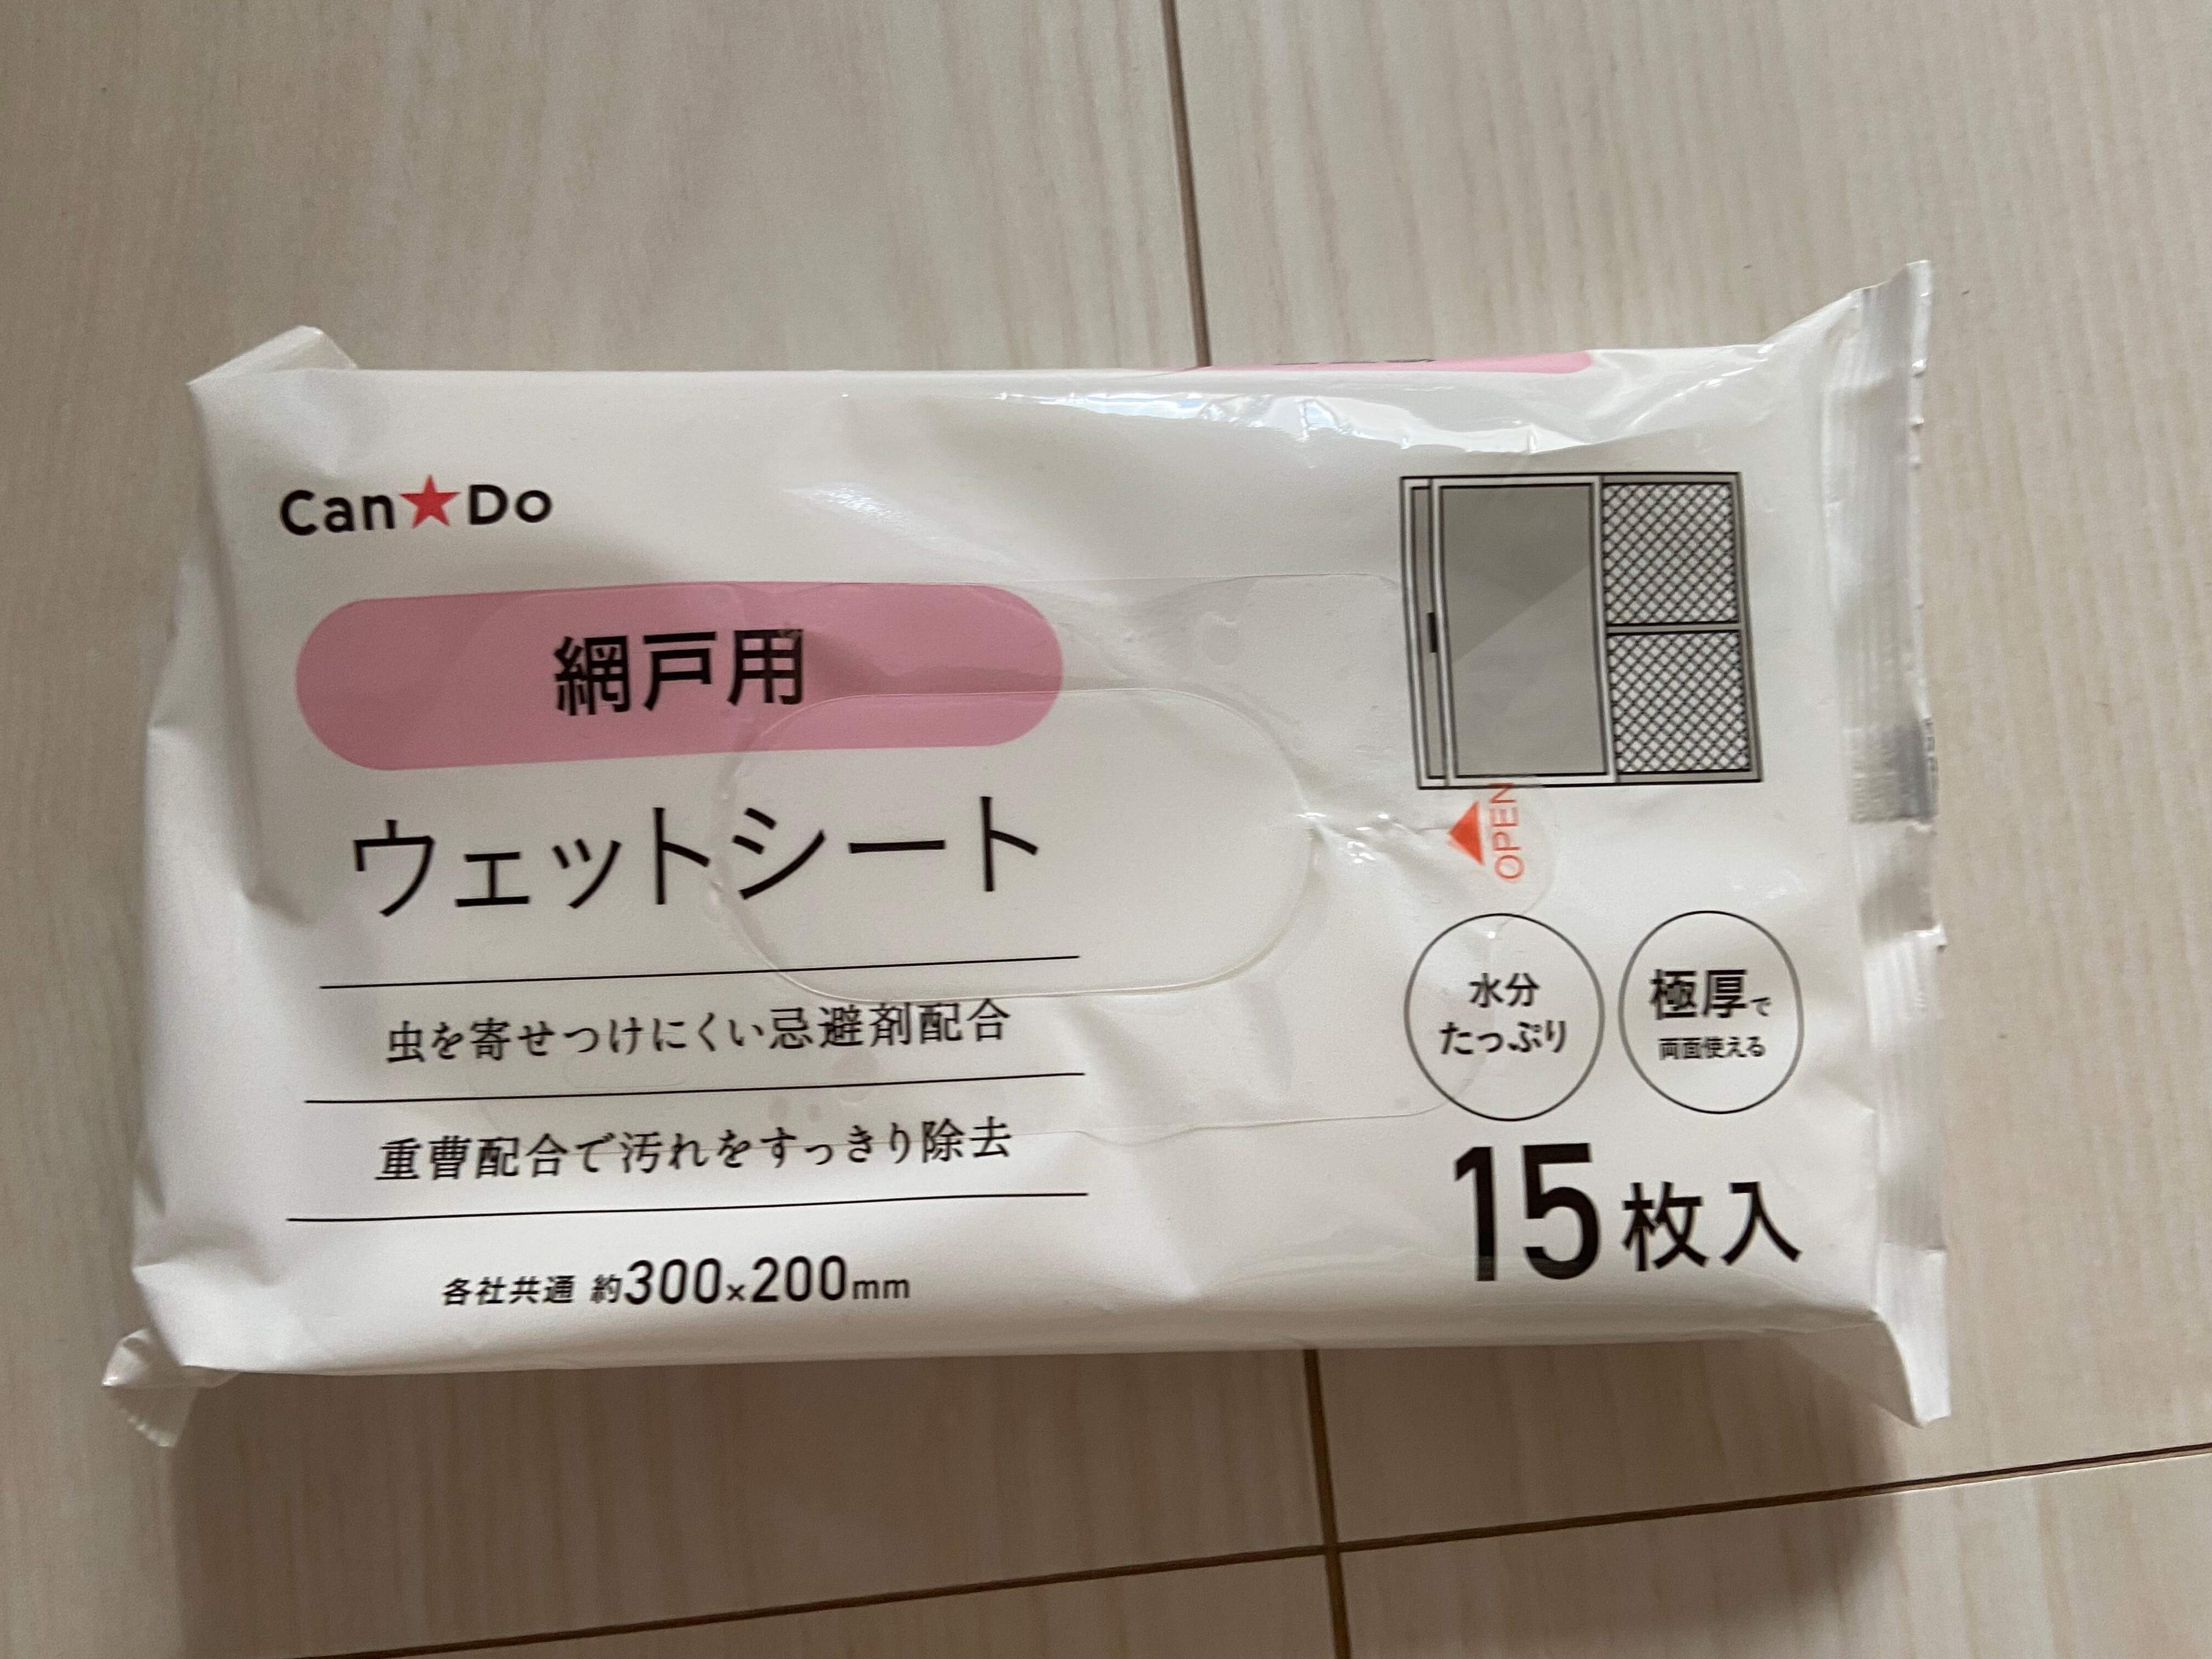 Can★Do
網戸用
ウェットシート
虫を寄せつけにくい忌避剤配合
重曹配合で汚れをすっきり除去
各社共通 約300×200mm
OPEN
水分
たっぷり
極厚で
両面使える
15枚入